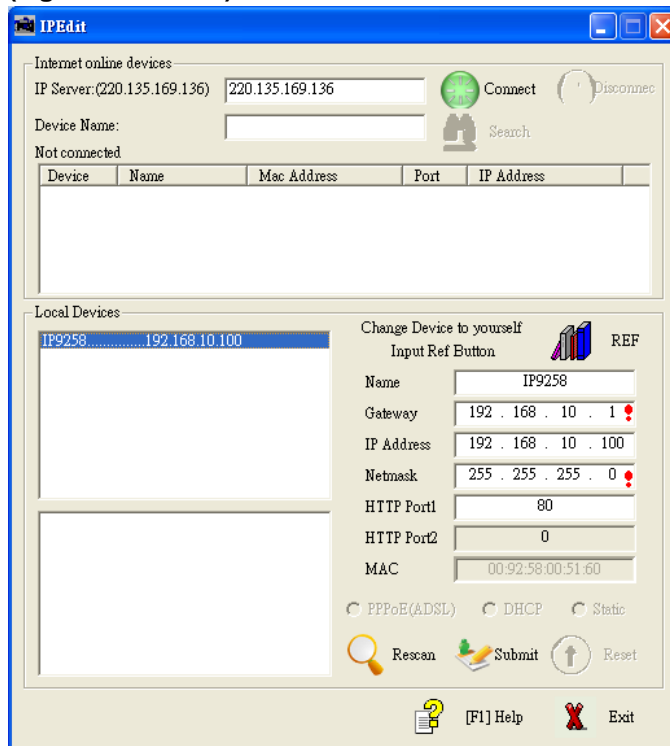 IPEdit
Internet online devices
IP Server:(220.135.169.136) 220.135.169.136 Connect Disconnec
Device Name: Search
Not connected
Device Name Mac Address Port IP Address
Local Devices
IP9258..............192.168.10.100
Change Device to yourself
Input Ref Button
REF
Name IP9258
Gateway 192 . 168 . 10 . 1
IP Address 192 . 168 . 10 . 100
Netmask 255 . 255 . 255 . 0
HTTP Port1 80
HTTP Port2 0
MAC 00:92:58:00:51:60
PPPoE(ADSL) DHCP Static
Rescan Submit Reset
[F1] Help Exit